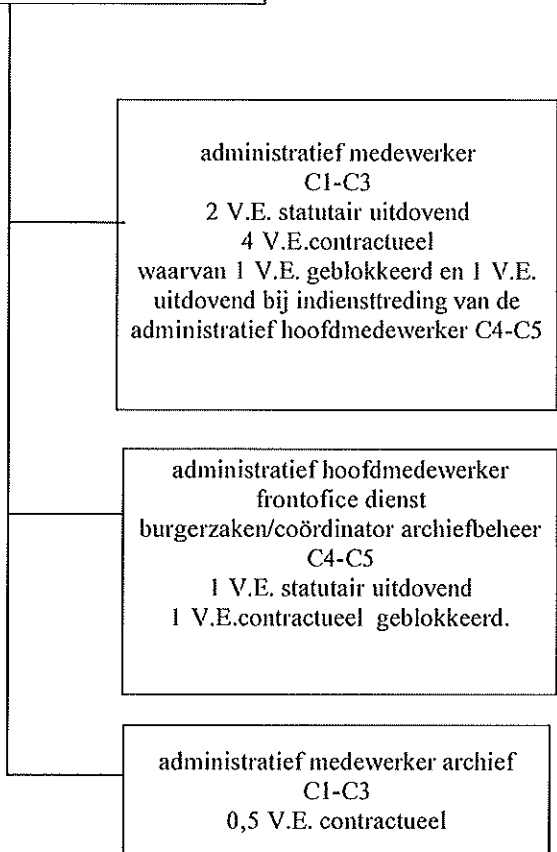 administratief medewerker
C1-C3
2 V.E. statutair uitdovend
4 V.E.contractueel
waarvan 1 V.E. geblokkeerd en 1 V.E.
uitdovend bij indiensttreding van de
administratief hoofdmedewerker C4-C5
administratief hoofdmedewerker
frontofice dienst
burgerzaken/coördinator archiefbeheer
C4-C5
1 V.E. statutair uitdovend
1 V.E.contractueel geblokkeerd.
administratief medewerker archief
C1-C3
0,5 V.E. contractueel